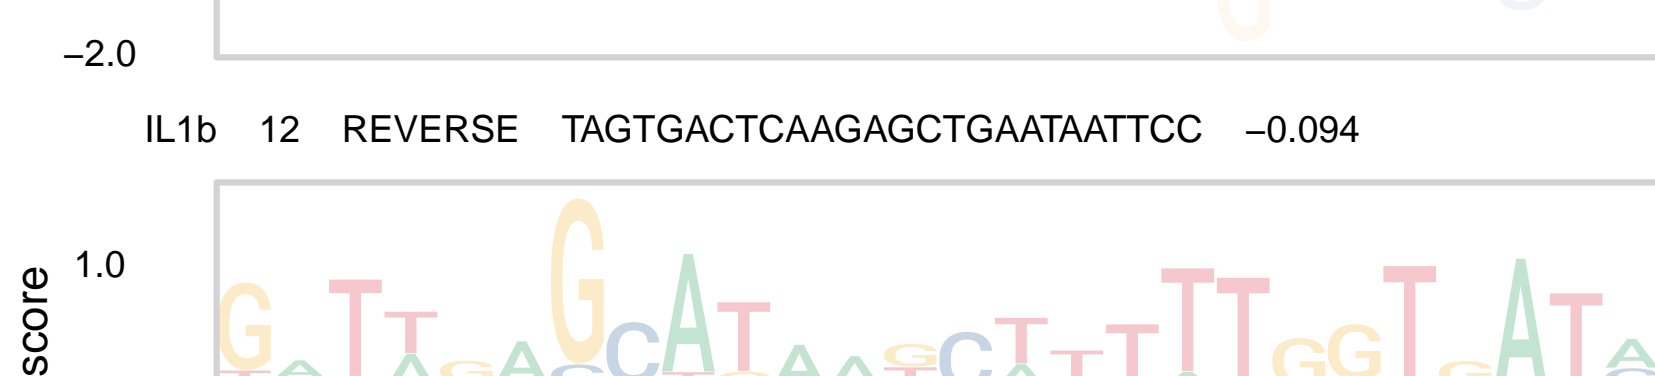 –2.0
IL1b 12 REVERSE TAGTGACTCAAGAGCTGAATAATTCC –0.094
1.0
score